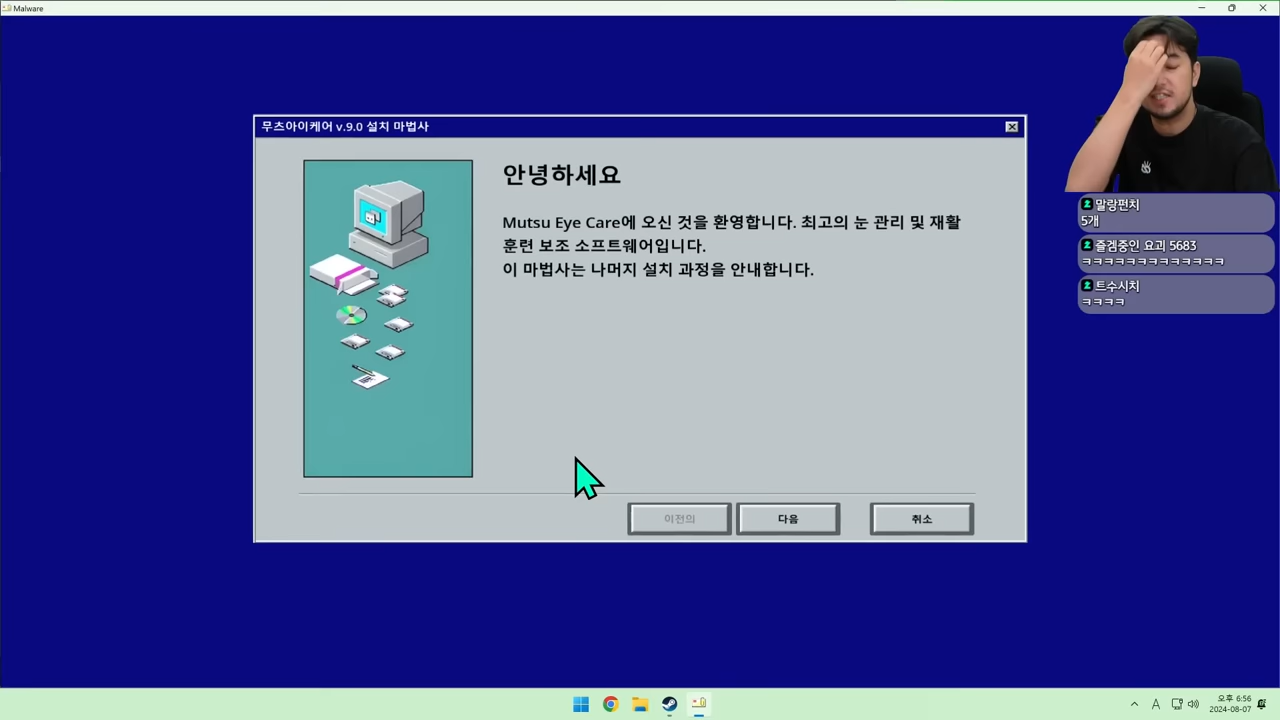 Malware
무츠아이케어 v.9.0 설치 마법사
안녕하세요
Mutsu Eye Care에 오신 것을 환영합니다. 최고의 눈 관리 및 재활
훈련 보조 소프트웨어입니다.
이 마법사는 나머지 설치 과정을 안내합니다.
이전의
다음
취소
말랑펀치
5개
즐겜중인 요괴 5683
ㅋㅋㅋㅋㅋㅋㅋㅋㅋㅋㅋㅋㅋ
트수시치
ㅋㅋㅋㅋ
A
오후 6:56
2024-08-07